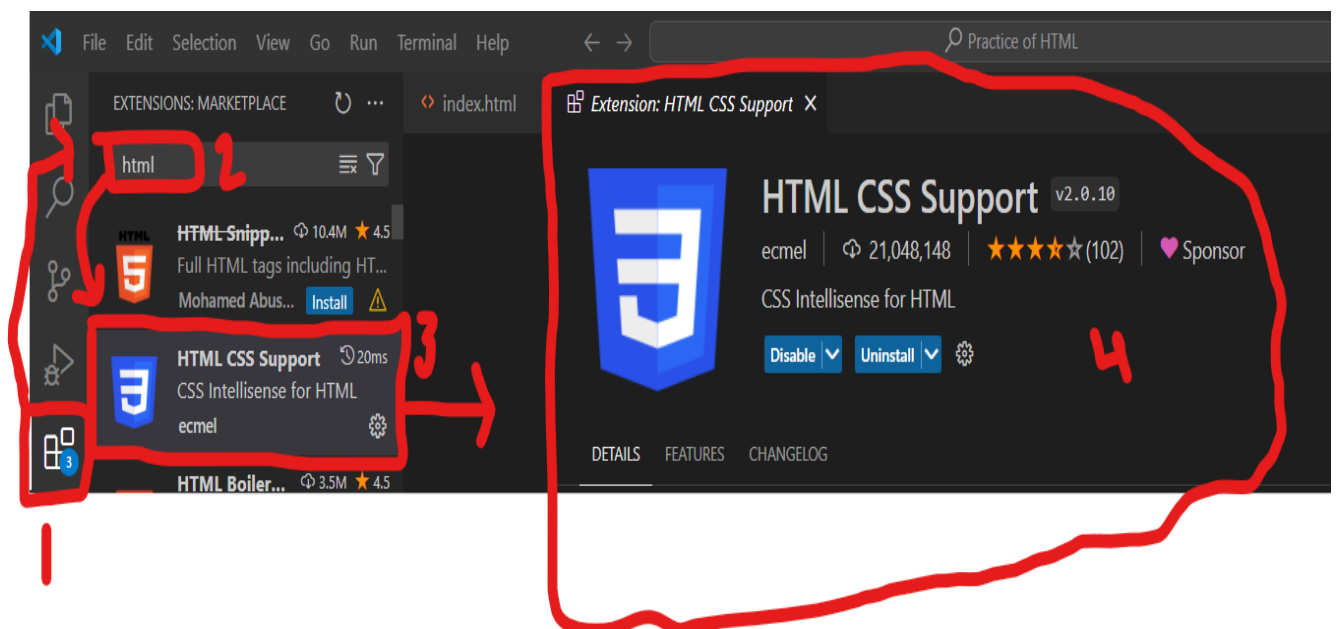 File Edit Selection View Go Run Terminal Help
Practice of HTML
EXTENSIONS: MARKETPLACE
index.html
Extension: HTML CSS Support
html
2
HTML
5
HTML Snipp... 10.4M 4.5
Full HTML tags including HT...
Mohamed Abus... Install
HTML CSS Support 20ms
CSS Intellisense for HTML
ecmel
3
3
HTML Boiler... 3.5M 4.5
1
HTML CSS Support v2.0.10
ecmel 21,048,148 (102) Sponsor
CSS Intellisense for HTML
Disable Uninstall
4
DETAILS FEATURES CHANGELOG